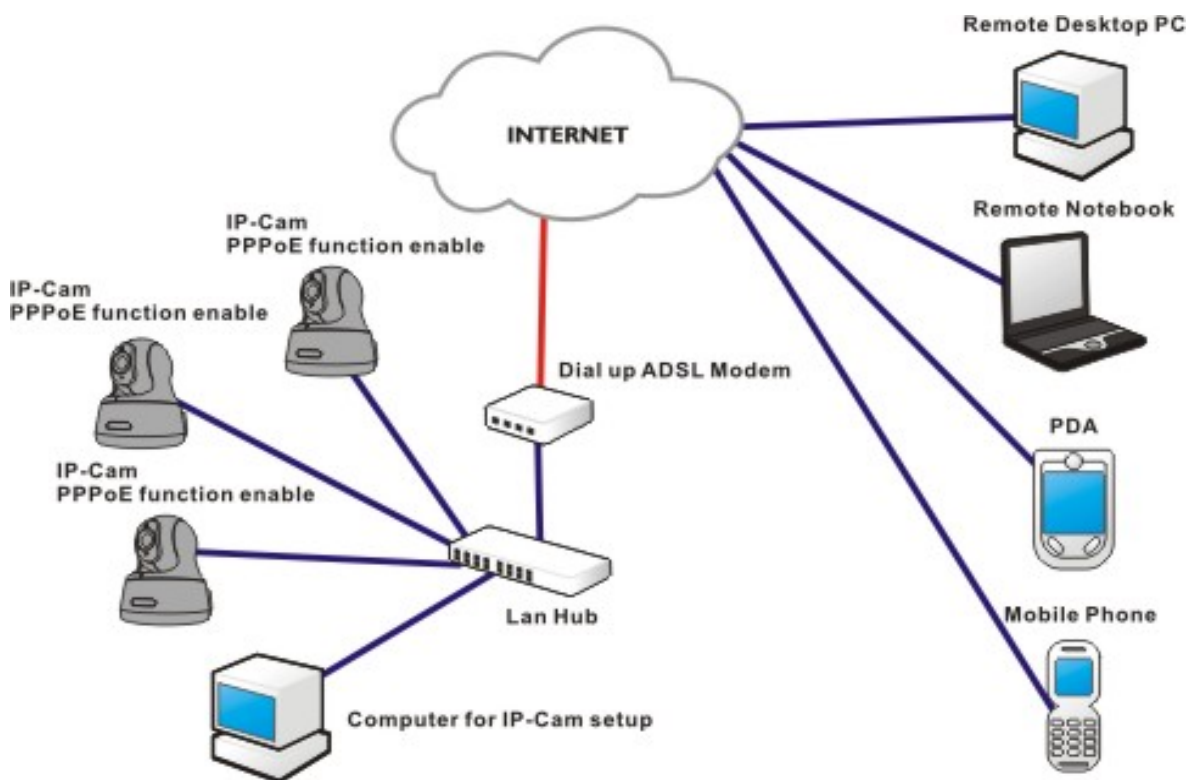 Remote Desktop PC
INTERNET
Remote Notebook
IP-Cam
PPPoE function enable
IP-Cam
PPPoE function enable
Dial up ADSL Modem
PDA
IP-Cam
PPPoE function enable
Lan Hub
Mobile Phone
Computer for IP-Cam setup